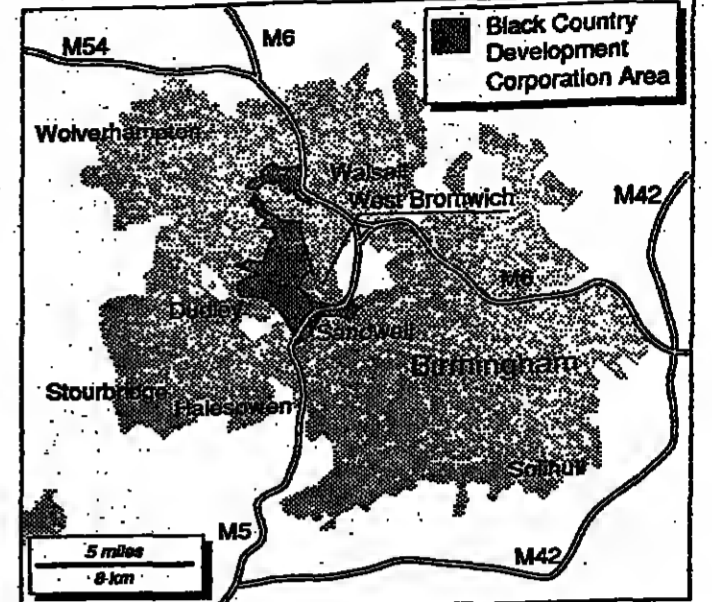 M54
M6
Black Country
Development
Corporation Area
Wolverhampton
Walsall
West Bromwich
M42
M6
Dudley
Sandwell
Birmingham
Stourbridge
Halesowen
Solihull
M5
M42
5 miles
8 km